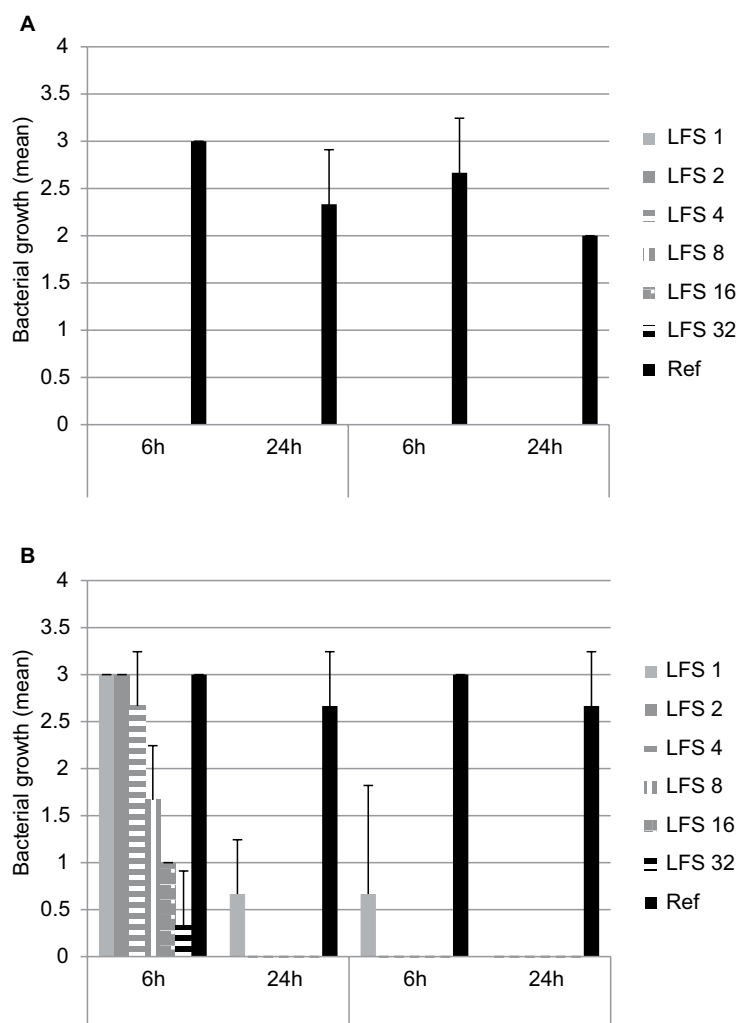 A
Bacterial growth (mean)
4
3.5
3
2.5
2
1.5
1
0.5
0
6h 24h 6h 24h
LFS 1
LFS 2
LFS 4
LFS 8
LFS 16
LFS 32
Ref
B
Bacterial growth (mean)
4
3.5
3
2.5
2
1.5
1
0.5
0
6h 24h 6h 24h
LFS 1
LFS 2
LFS 4
LFS 8
LFS 16
LFS 32
Ref